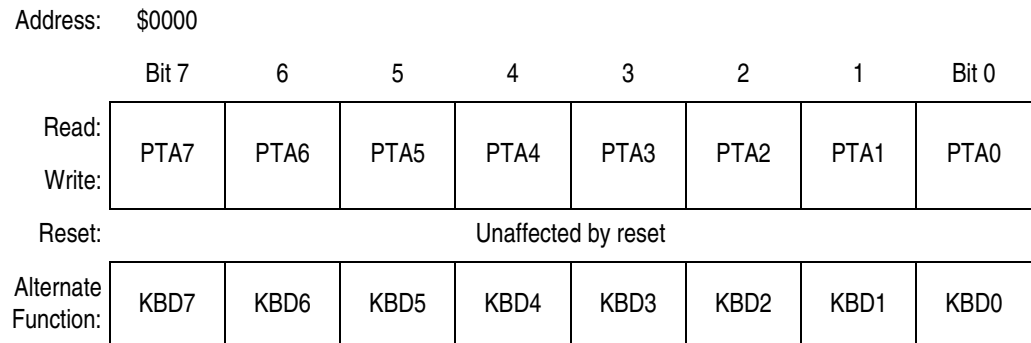 Address: $0000
Bit 7 6 5 4 3 2 1 Bit 0
Read:
PTA7 PTA6 PTA5 PTA4 PTA3 PTA2 PTA1 PTA0
Write:
Reset: Unaffected by reset
Alternate
Function: KBD7 KBD6 KBD5 KBD4 KBD3 KBD2 KBD1 KBD0